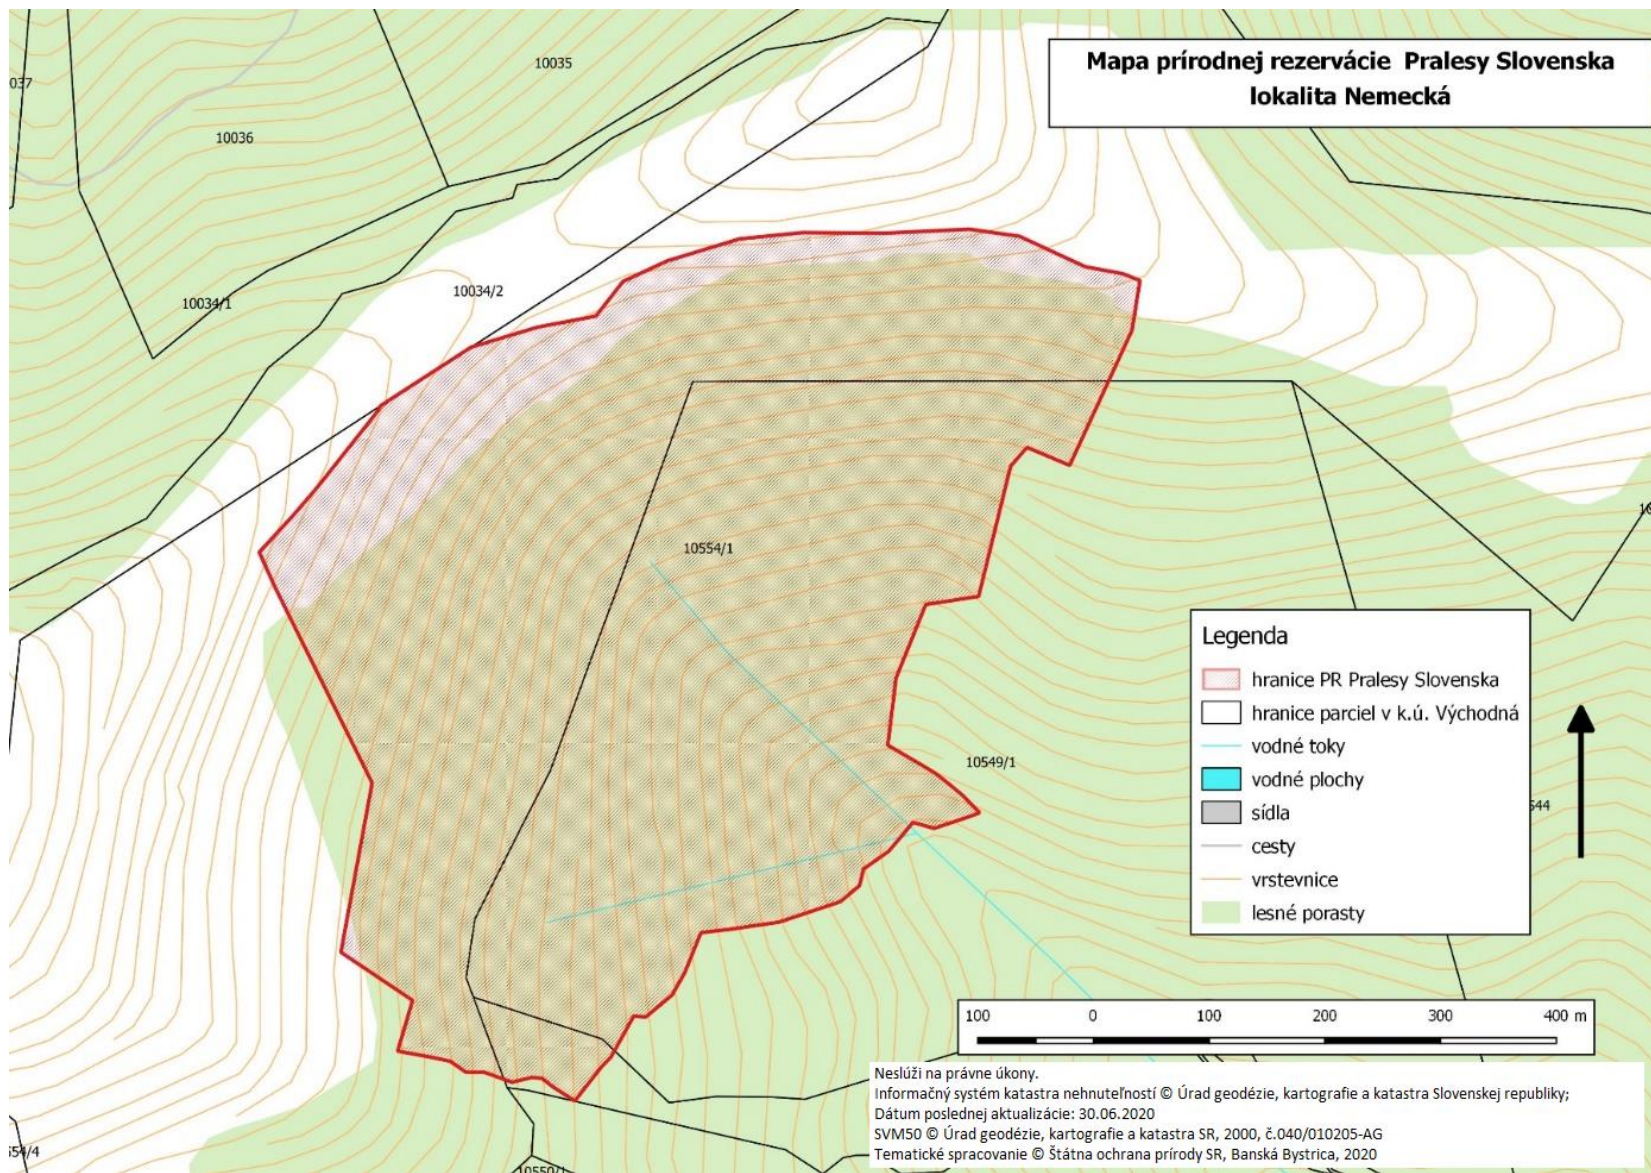 Mapa prírodnej rezervácie Pralesy Slovenska
lokalita Nemecká
10035
10036
10034/2
10034/1
10554/1
10549/1
Legenda
hranice PR Pralesy Slovenska
hranice parciel v k.ú. Východná
vodné toky
vodné plochy
sídla
cesty
vrstevnice
lesné porasty
100 0 100 200 300 400 m
Neslúži na právne úkony.
Informačný systém katastra nehnuteľností © Úrad geodézie, kartografie a katastra Slovenskej republiky;
Dátum poslednej aktualizácie: 30.06.2020
SVM50 © Úrad geodézie, kartografie a katastra SR, 2000, č.040/010205-AG
Tematické spracovanie © Štátna ochrana prírody SR, Banská Bystrica, 2020